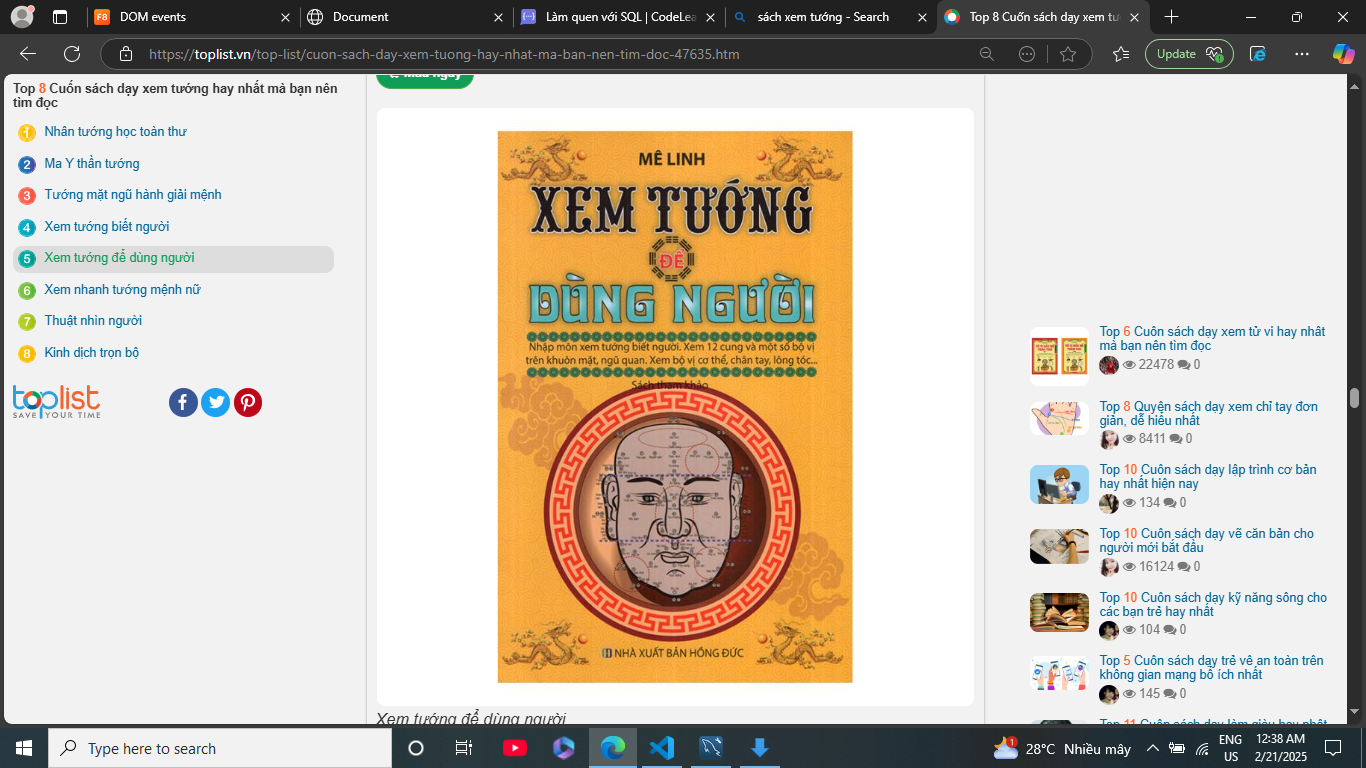 DOM events
Document
Làm quen với SQL | CodeLea
sách xem tướng - Search
Top 8 Cuốn sách dạy xem tướ
https://toplist.vn/top-list/cuon-sach-day-xem-tuong-hay-nhat-ma-ban-nen-tim-doc-47635.htm
Update
Top 8 Cuốn sách dạy xem tướng hay nhất mà bạn nên
tìm đọc
1 Nhân tướng học toàn thư
2 Ma Y thần tướng
3 Tướng mặt ngũ hành giải mệnh
4 Xem tướng biết người
5 Xem tướng để dùng người
6 Xem nhanh tướng mệnh nữ
7 Thuật nhìn người
8 Kinh dịch trọn bộ
toplist
SAVE YOUR TIME
Mua ngay
MÊ LINH
XEM TƯỚNG
ĐỂ
DÙNG NGƯỜI
Nhập môn xem tướng biết người. Xem 12 cung và một số bộ vị
trên khuôn mặt, ngũ quan. Xem bộ vị cơ thể, chân tay, lông tóc...
Sách tham khảo
NHÀ XUẤT BẢN HỒNG ĐỨC
Xem tướng để dùng người
Top 6 Cuốn sách dạy xem tử vi hay nhất
mà bạn nên tìm đọc
22478 0
Top 8 Quyển sách dạy xem chỉ tay đơn
giản, dễ hiểu nhất
8411 0
Top 10 Cuốn sách dạy lập trình cơ bản
hay nhất hiện nay
134 0
Top 10 Cuốn sách dạy vẽ căn bản cho
người mới bắt đầu
16124 0
Top 10 Cuốn sách dạy kỹ năng sống cho
các bạn trẻ hay nhất
104 0
Top 5 Cuốn sách dạy trẻ về an toàn trên
không gian mạng bổ ích nhất
145 0
Top 11 Cuốn sách dạy làm giàu hay nhất
Type here to search
1
28°C Nhiều mây
ENG
US
12:38 AM
2/21/2025